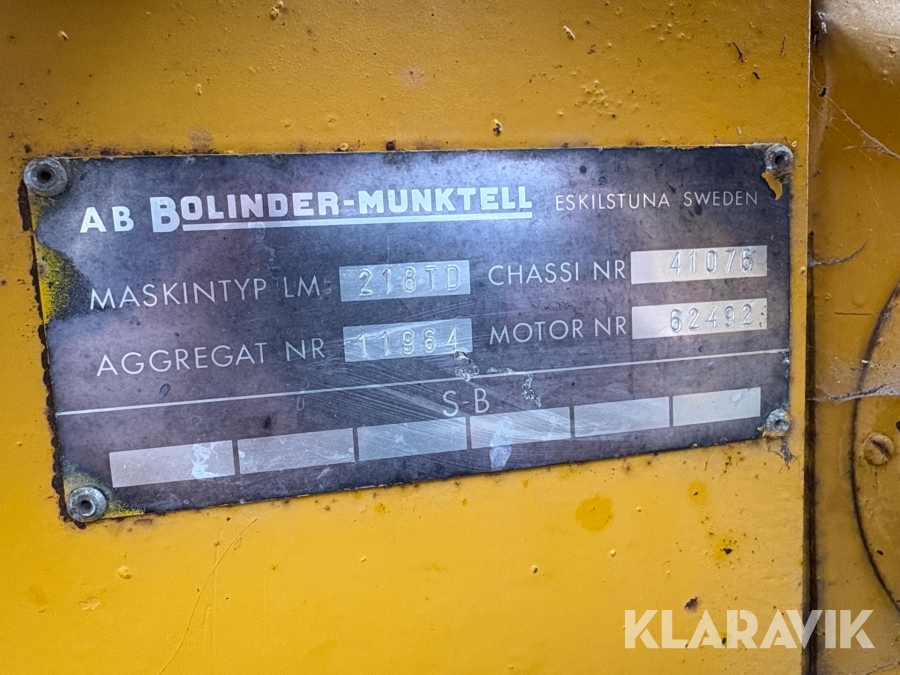 AB BOLINDER-MUNKTELL ESKILSTUNA SWEDEN
MASKINTYP LM 218TD CHASSI NR 41076
AGGREGAT NR 11964 MOTOR NR 62492
S-B
KLARAVIK